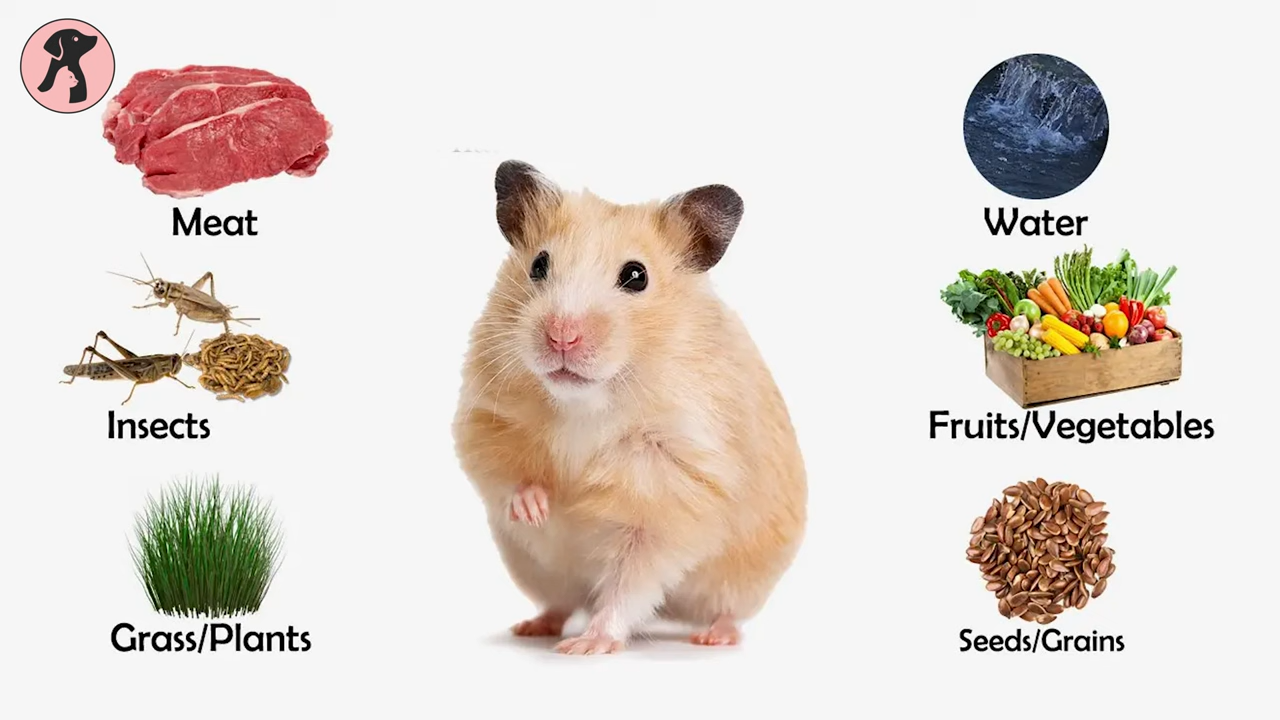 Meat
Water
Insects
Fruits/Vegetables
Grass/Plants
Seeds/Grains